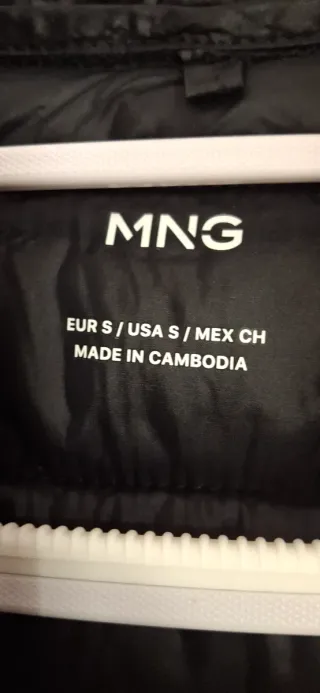 MNG
EUR S / USA S / MEX CH
MADE IN CAMBODIA